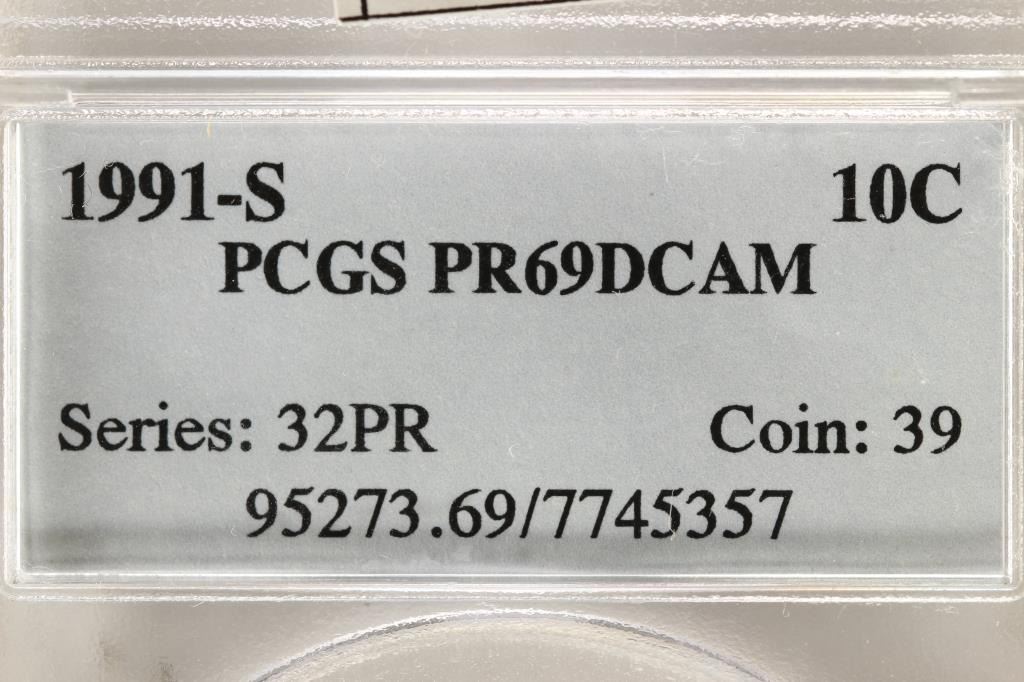 1991-S 10C
PCGS PR69DCAM
Series: 32PR Coin: 39
95273.69/7745357